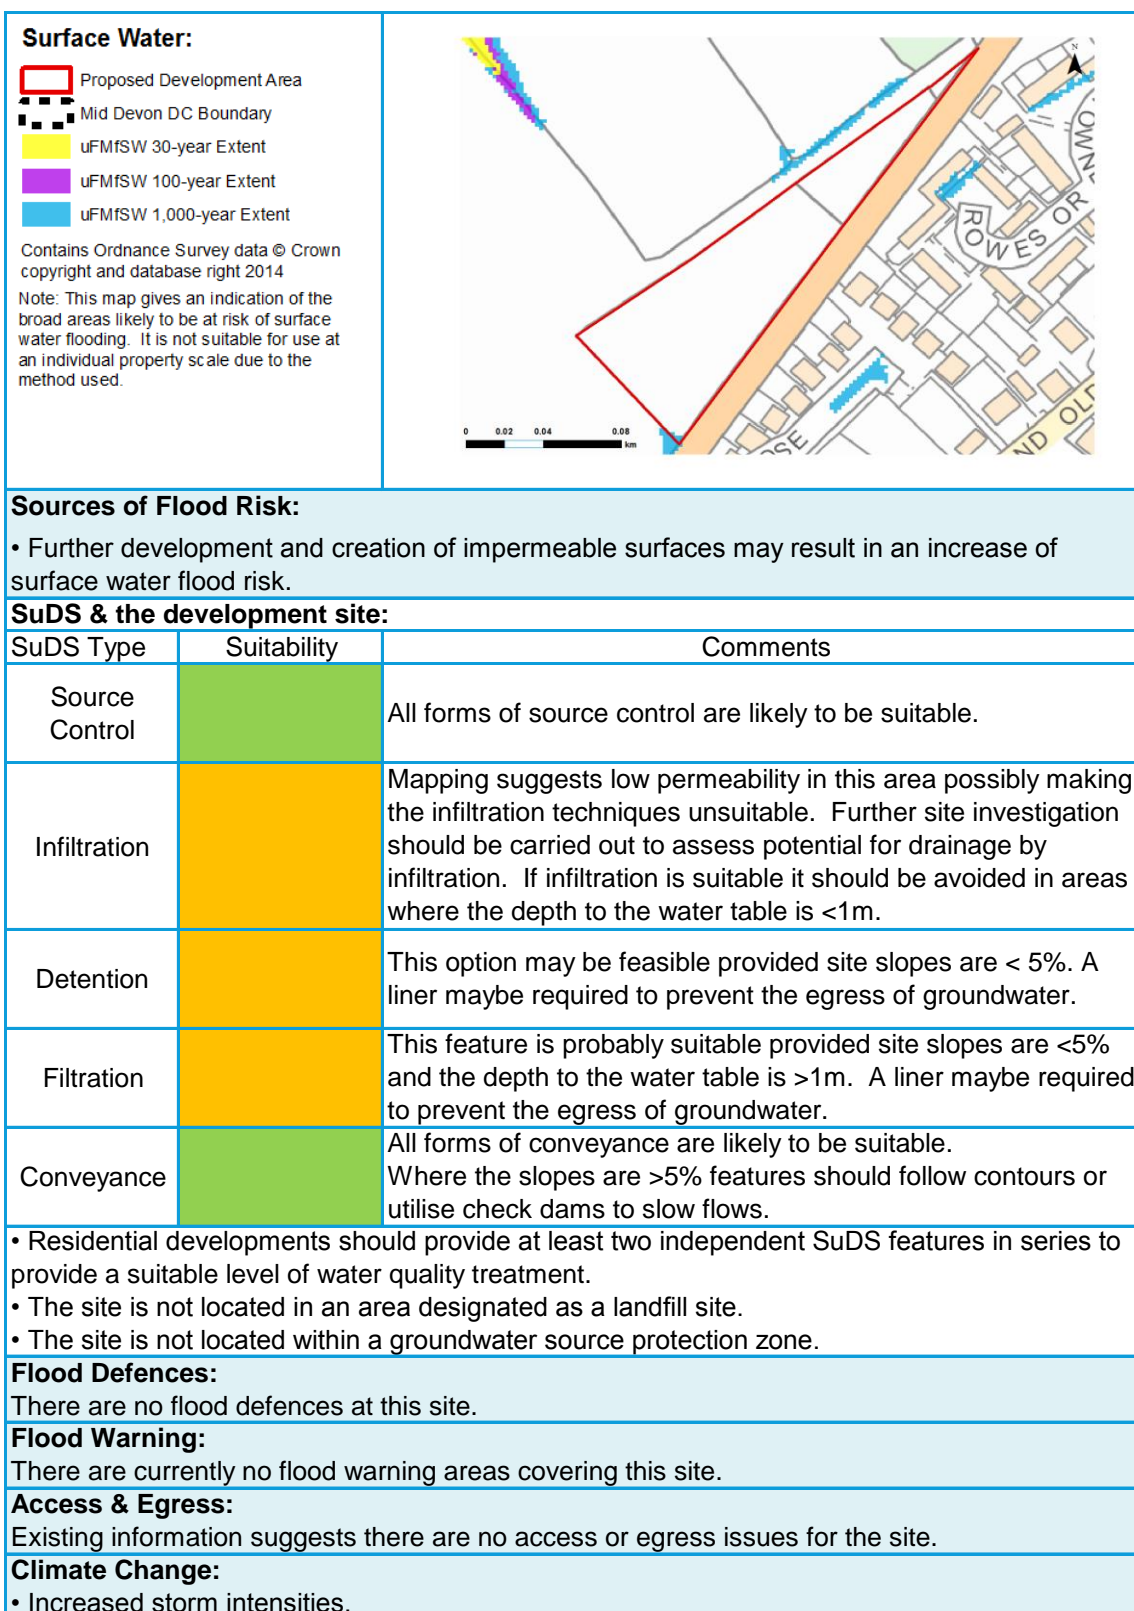 Surface Water:
Proposed Development Area
Mid Devon DC Boundary
uFMfSW 30-year Extent
uFMfSW 100-year Extent
uFMfSW 1,000-year Extent
Contains Ordnance Survey data © Crown
copyright and database right 2014
Note: This map gives an indication of the
broad areas likely to be at risk of surface
water flooding.  It is not suitable for use at
an individual property scale due to the
method used.
N
ROWES OR
OWNE
OSE
ND OLD
0 0.02 0.04 0.08
km
Sources of Flood Risk:
• Further development and creation of impermeable surfaces may result in an increase of
surface water flood risk.
SuDS & the development site:
SuDS Type Suitability Comments
Source
Control
All forms of source control are likely to be suitable.
Infiltration
Mapping suggests low permeability in this area possibly making
the infiltration techniques unsuitable.  Further site investigation
should be carried out to assess potential for drainage by
infiltration.  If infiltration is suitable it should be avoided in areas
where the depth to the water table is <1m.
Detention
This option may be feasible provided site slopes are < 5%. A
liner maybe required to prevent the egress of groundwater.
Filtration
This feature is probably suitable provided site slopes are <5%
and the depth to the water table is >1m.  A liner maybe required
to prevent the egress of groundwater.
Conveyance
All forms of conveyance are likely to be suitable.
Where the slopes are >5% features should follow contours or
utilise check dams to slow flows.
• Residential developments should provide at least two independent SuDS features in series to
provide a suitable level of water quality treatment.
• The site is not located in an area designated as a landfill site.
• The site is not located within a groundwater source protection zone.
Flood Defences:
There are no flood defences at this site.
Flood Warning:
There are currently no flood warning areas covering this site.
Access & Egress:
Existing information suggests there are no access or egress issues for the site.
Climate Change:
• Increased storm intensities.